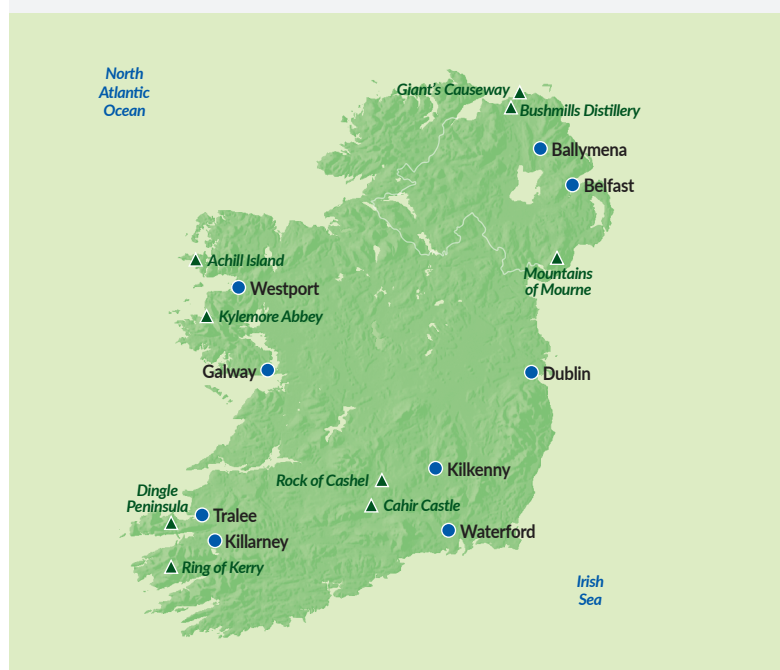 North
Atlantic
Ocean
Giant's Causeway
Bushmills Distillery
Ballymena
Belfast
Achill Island
Mountains
of Mourne
Westport
Kylemore Abbey
Galway
Dublin
Kilkenny
Rock of Cashel
Dingle
Peninsula
Cahir Castle
Tralee
Waterford
Killarney
Ring of Kerry
Irish
Sea